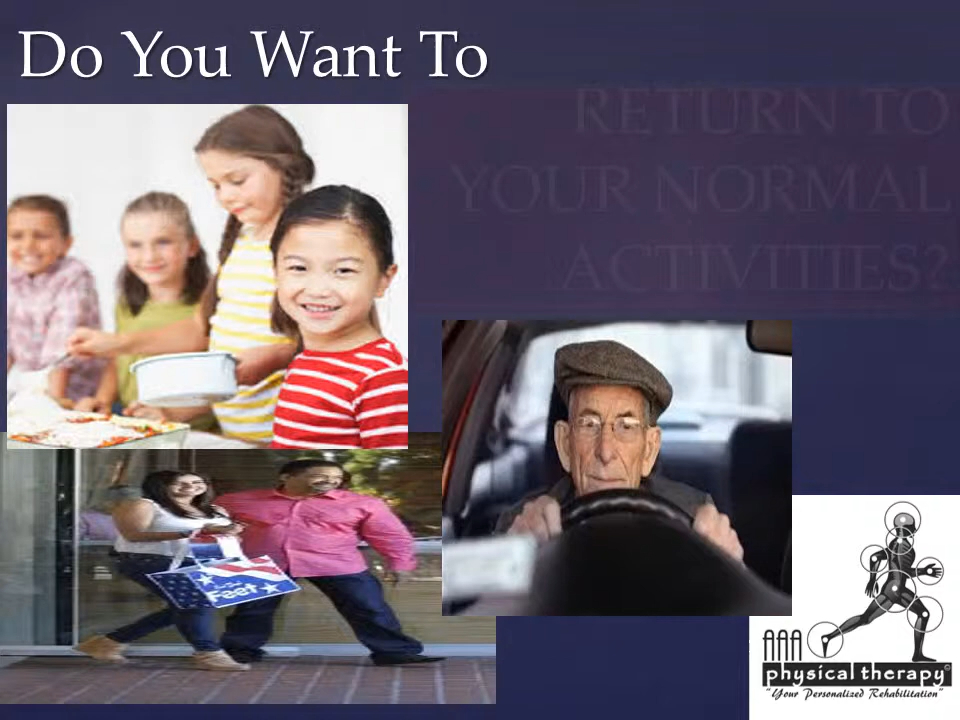 Do You Want To
RETURN TO
YOUR NORMAL
ACTIVITIES?
Feet
AAA
physical therapy©
"Your Personalized Rehabilitation"